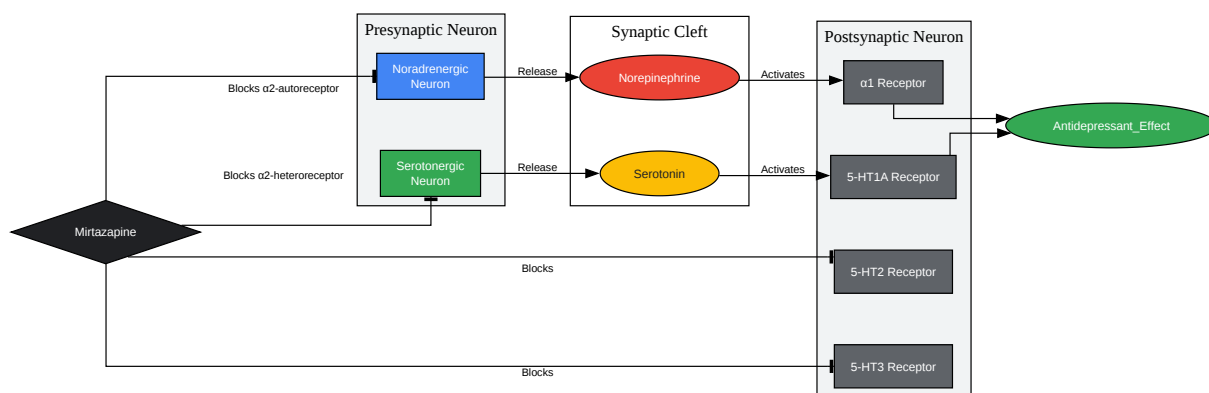 Presynaptic Neuron
Synaptic Cleft
Postsynaptic Neuron
Noradrenergic
Neuron
Release
Norepinephrine
Activates
α1 Receptor
Blocks α2-autoreceptor
Antidepressant_Effect
Serotonergic
Neuron
Release
Serotonin
Activates
5-HT1A Receptor
Blocks α2-heteroreceptor
Mirtazapine
Blocks
5-HT2 Receptor
Blocks
5-HT3 Receptor